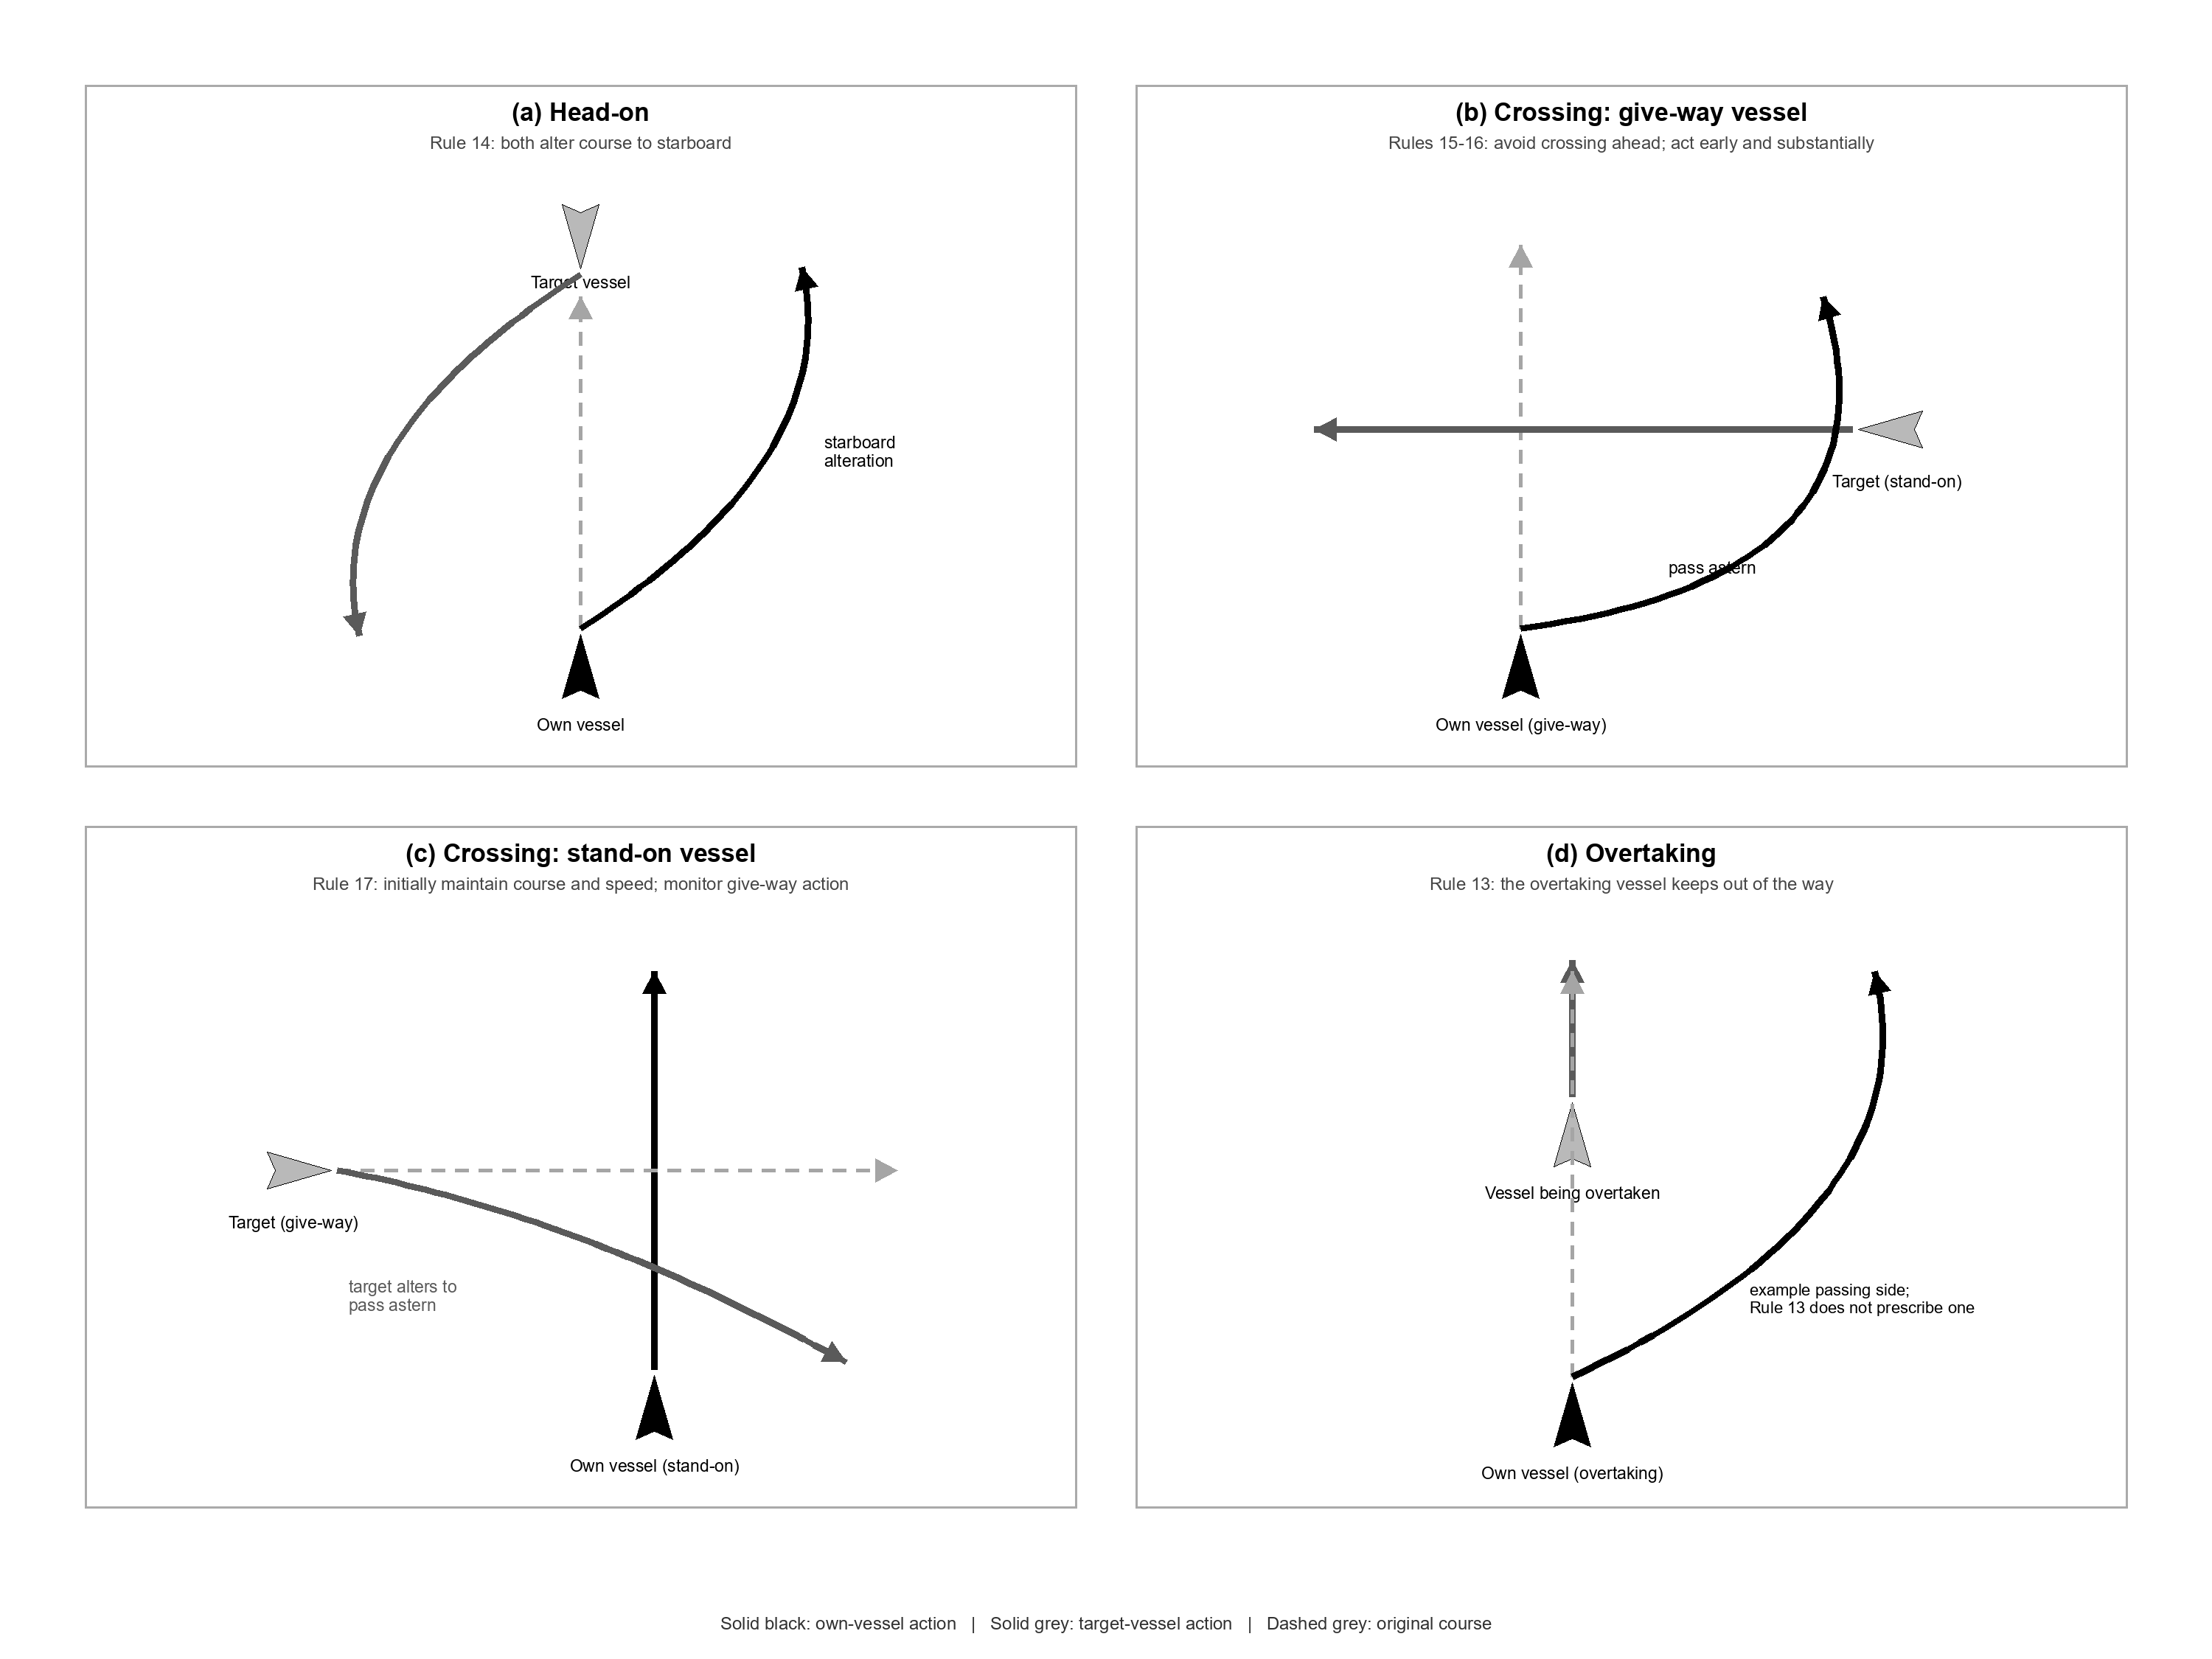 (a) Head-on
Rule 14: both alter course to starboard
Target vessel
starboard
alteration
Own vessel
(b) Crossing: give-way vessel
Rules 15-16: avoid crossing ahead; act early and substantially
Target (stand-on)
pass astern
Own vessel (give-way)
(c) Crossing: stand-on vessel
Rule 17: initially maintain course and speed; monitor give-way action
Target (give-way)
target alters to
pass astern
Own vessel (stand-on)
(d) Overtaking
Rule 13: the overtaking vessel keeps out of the way
Vessel being overtaken
example passing side;
Rule 13 does not prescribe one
Own vessel (overtaking)
Solid black: own-vessel action | Solid grey: target-vessel action | Dashed grey: original course